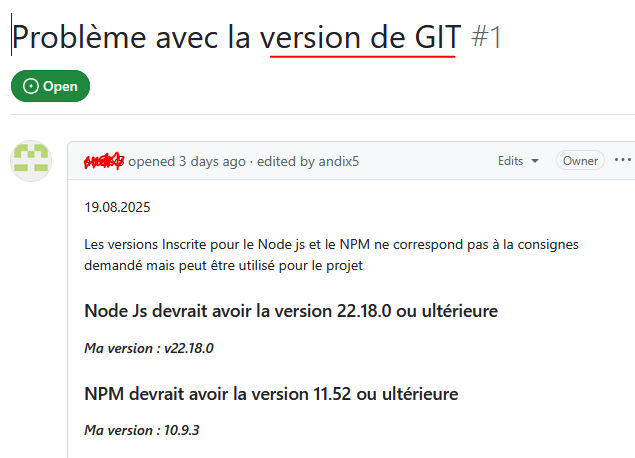 Problème avec la version de GIT #1
Open
opened 3 days ago · edited by andix5
Edits
Owner
19.08.2025
Les versions Inscrite pour le Node js et le NPM ne correspond pas à la consignes
demandé mais peut être utilisé pour le projet
Node Js devrait avoir la version 22.18.0 ou ultérieure
Ma version : v22.18.0
NPM devrait avoir la version 11.52 ou ultérieure
Ma version : 10.9.3